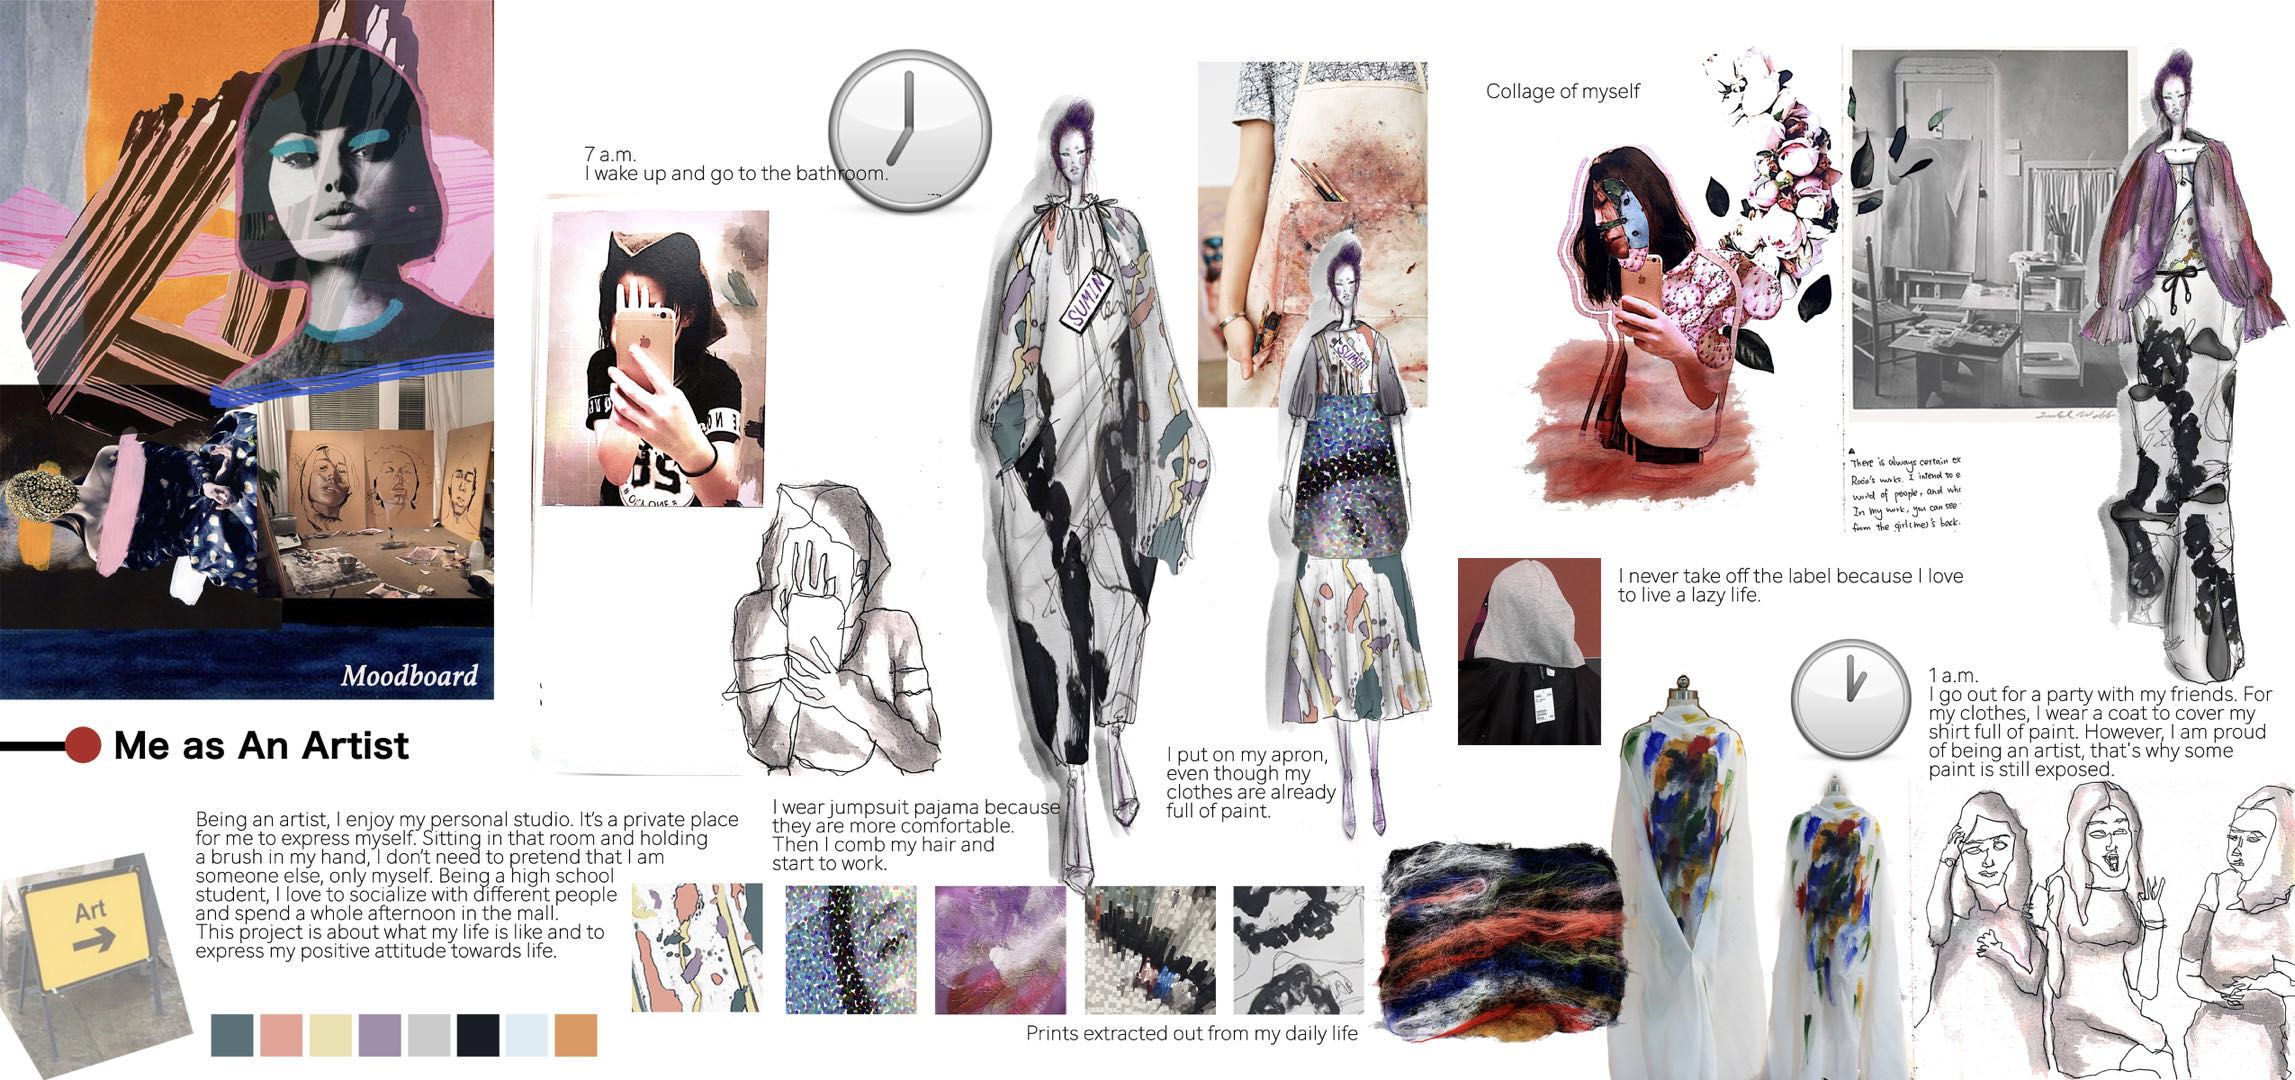 Moodboard
Me as An Artist
Being an artist, I enjoy my personal studio. It's a private place
for me to express myself. Sitting in that room and holding
a brush in my hand, I don't need to pretend that I am
someone else, only myself. Being a high school
student, I love to socialize with different people
and spend a whole afternoon in the mall.
This project is about what my life is like and to
express my positive attitude towards life.
Art
7 a.m.
I wake up and go to the bathroom.
I wear jumpsuit pajama because
they are more comfortable.
Then I comb my hair and
start to work.
SUMIN
SUMIN
I put on my apron,
even though my
clothes are already
full of paint.
Prints extracted out from my daily life
Collage of myself
There is always certain ex
works. I intend to e
world of people, and who
In my work, you can see
from the girl(me)'s back.
I never take off the label because I love
to live a lazy life.
1 a.m.
I go out for a party with my friends. For
my clothes, I wear a coat to cover my
shirt full of paint. However, I am proud
of being an artist, that's why some
paint is still exposed.